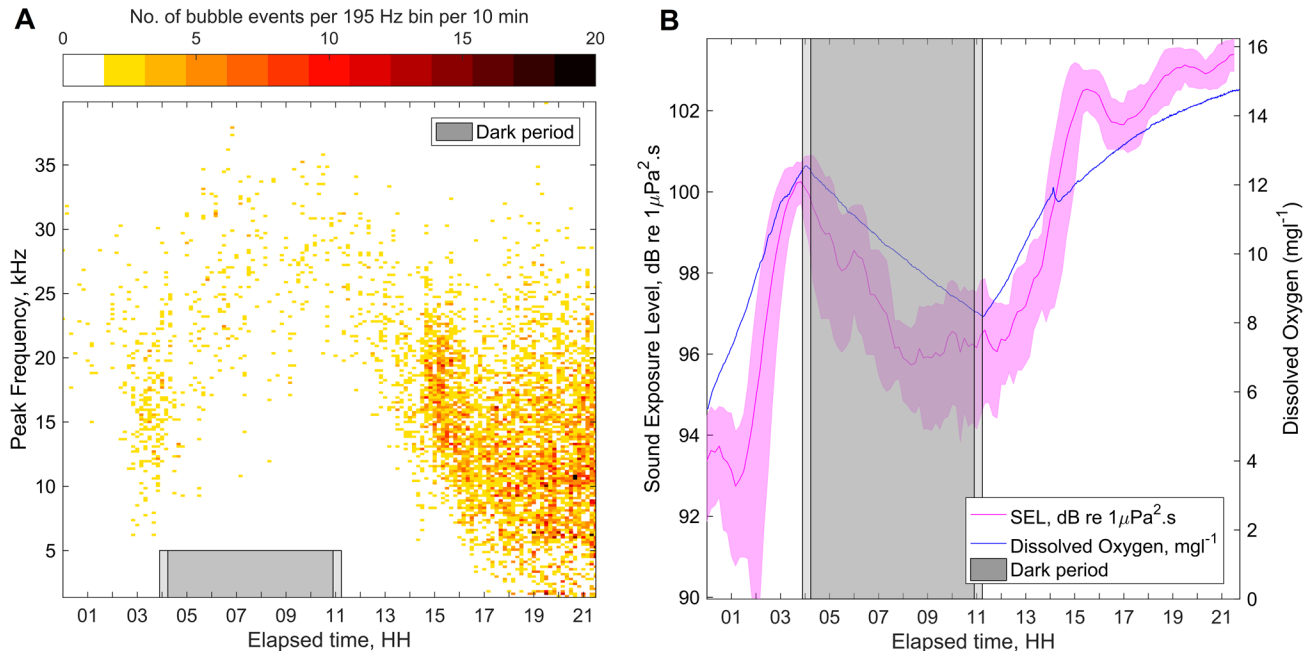 A
No. of bubble events per 195 Hz bin per 10 min
0 5 10 15 20
Dark period
Peak Frequency, kHz
35
30
25
20
15
10
5
01 03 05 07 09 11 13 15 17 19 21
Elapsed time, HH
B
Sound Exposure Level, dB re 1μPa².s
102
100
98
96
94
92
90
16
14
12
10
8
6
4
2
0
Dissolved Oxygen (mgl⁻¹)
SEL, dB re 1μPa².s
Dissolved Oxygen, mgl⁻¹
Dark period
01 03 05 07 09 11 13 15 17 19 21
Elapsed time, HH